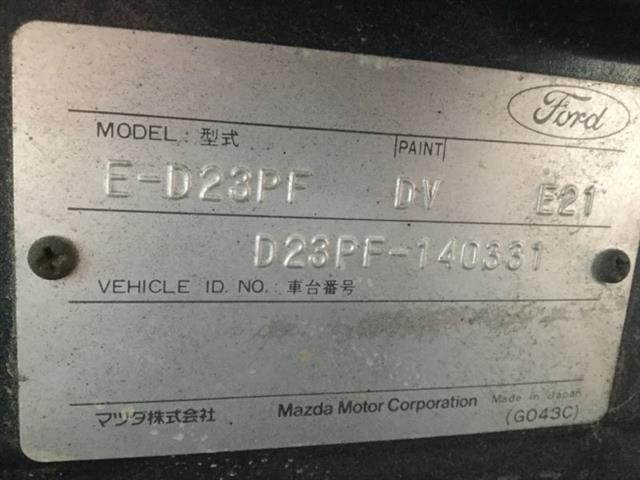 Ford
MODEL : 型式 PAINT
E-D23PF DV E21
D23PF-140331
VEHICLE ID. NO. : 車台番号
マツダ株式会社 Mazda Motor Corporation Made in Japan
(G043C)